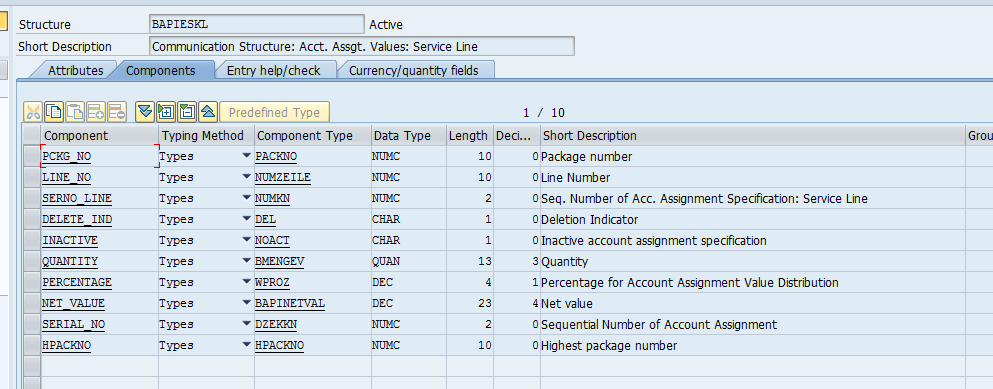 Structure BAPIESKL Active
Short Description Communication Structure: Acct. Assgt. Values: Service Line
Attributes Components Entry help/check Currency/quantity fields
Predefined Type 1 / 10
Component Typing Method Component Type Data Type Length Deci... Short Description Grou
PCKG_NO Types PACKNO NUMC 10 0 Package number
LINE_NO Types NUMZEILE NUMC 10 0 Line Number
SERNO_LINE Types NUMKN NUMC 2 0 Seq. Number of Acc. Assignment Specification: Service Line
DELETE_IND Types DEL CHAR 1 0 Deletion Indicator
INACTIVE Types NOACT CHAR 1 0 Inactive account assignment specification
QUANTITY Types BMENGEV QUAN 13 3 Quantity
PERCENTAGE Types WPROZ DEC 4 1 Percentage for Account Assignment Value Distribution
NET_VALUE Types BAPINETVAL DEC 23 4 Net value
SERIAL_NO Types DZEKKN NUMC 2 0 Sequential Number of Account Assignment
HPACKNO Types HPACKNO NUMC 10 0 Highest package number